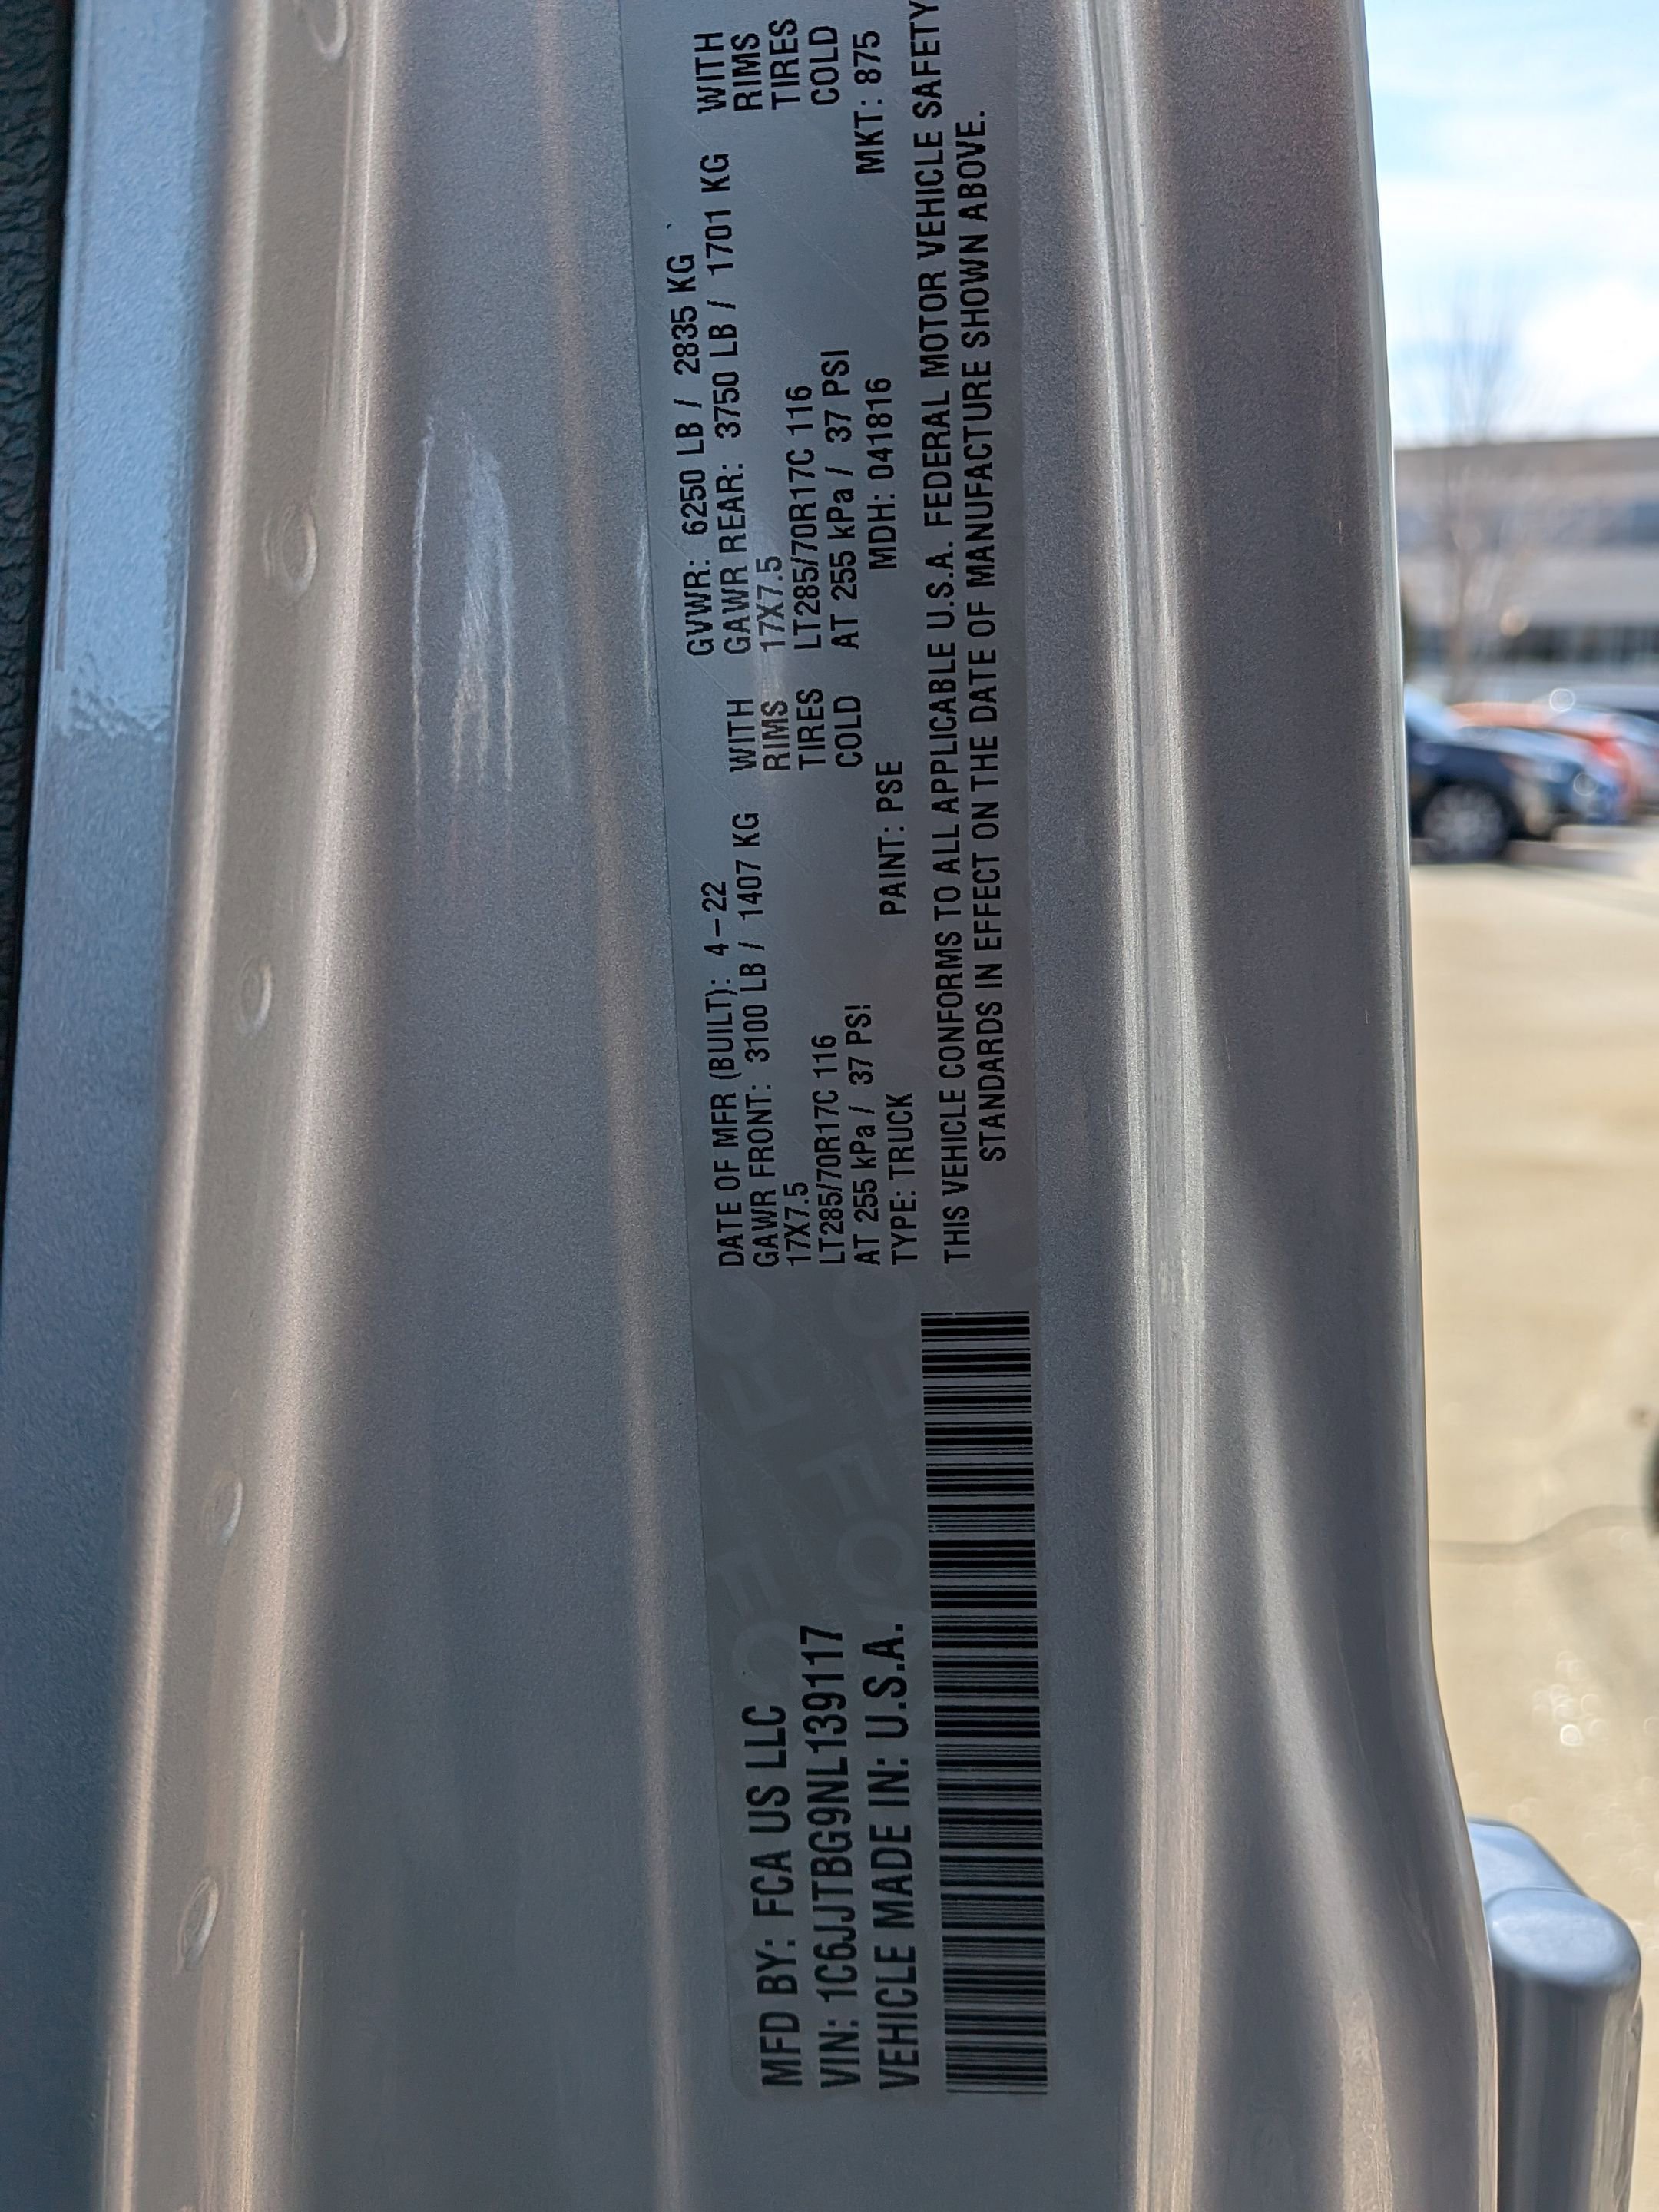 MFD BY: FCA US LLC
VIN: 1C6JJTBG9NL139117
VEHICLE MADE IN: U.S.A.
DATE OF MFR (BUILT): 4-22 GVWR: 6250 LB / 2835 KG
GAWR FRONT: 3100 LB / 1407 KG WITH GAWR REAR: 3750 LB / 1701 KG WITH
17X7.5 RIMS 17X7.5 RIMS
LT285/70R17C 116 TIRES LT285/70R17C 116 TIRES
AT 255 kPa / 37 PSI COLD AT 255 kPa / 37 PSI COLD
TYPE: TRUCK PAINT: PSE MDH: 041816 MKT: 875
THIS VEHICLE CONFORMS TO ALL APPLICABLE U.S.A. FEDERAL MOTOR VEHICLE SAFETY
STANDARDS IN EFFECT ON THE DATE OF MANUFACTURE SHOWN ABOVE.